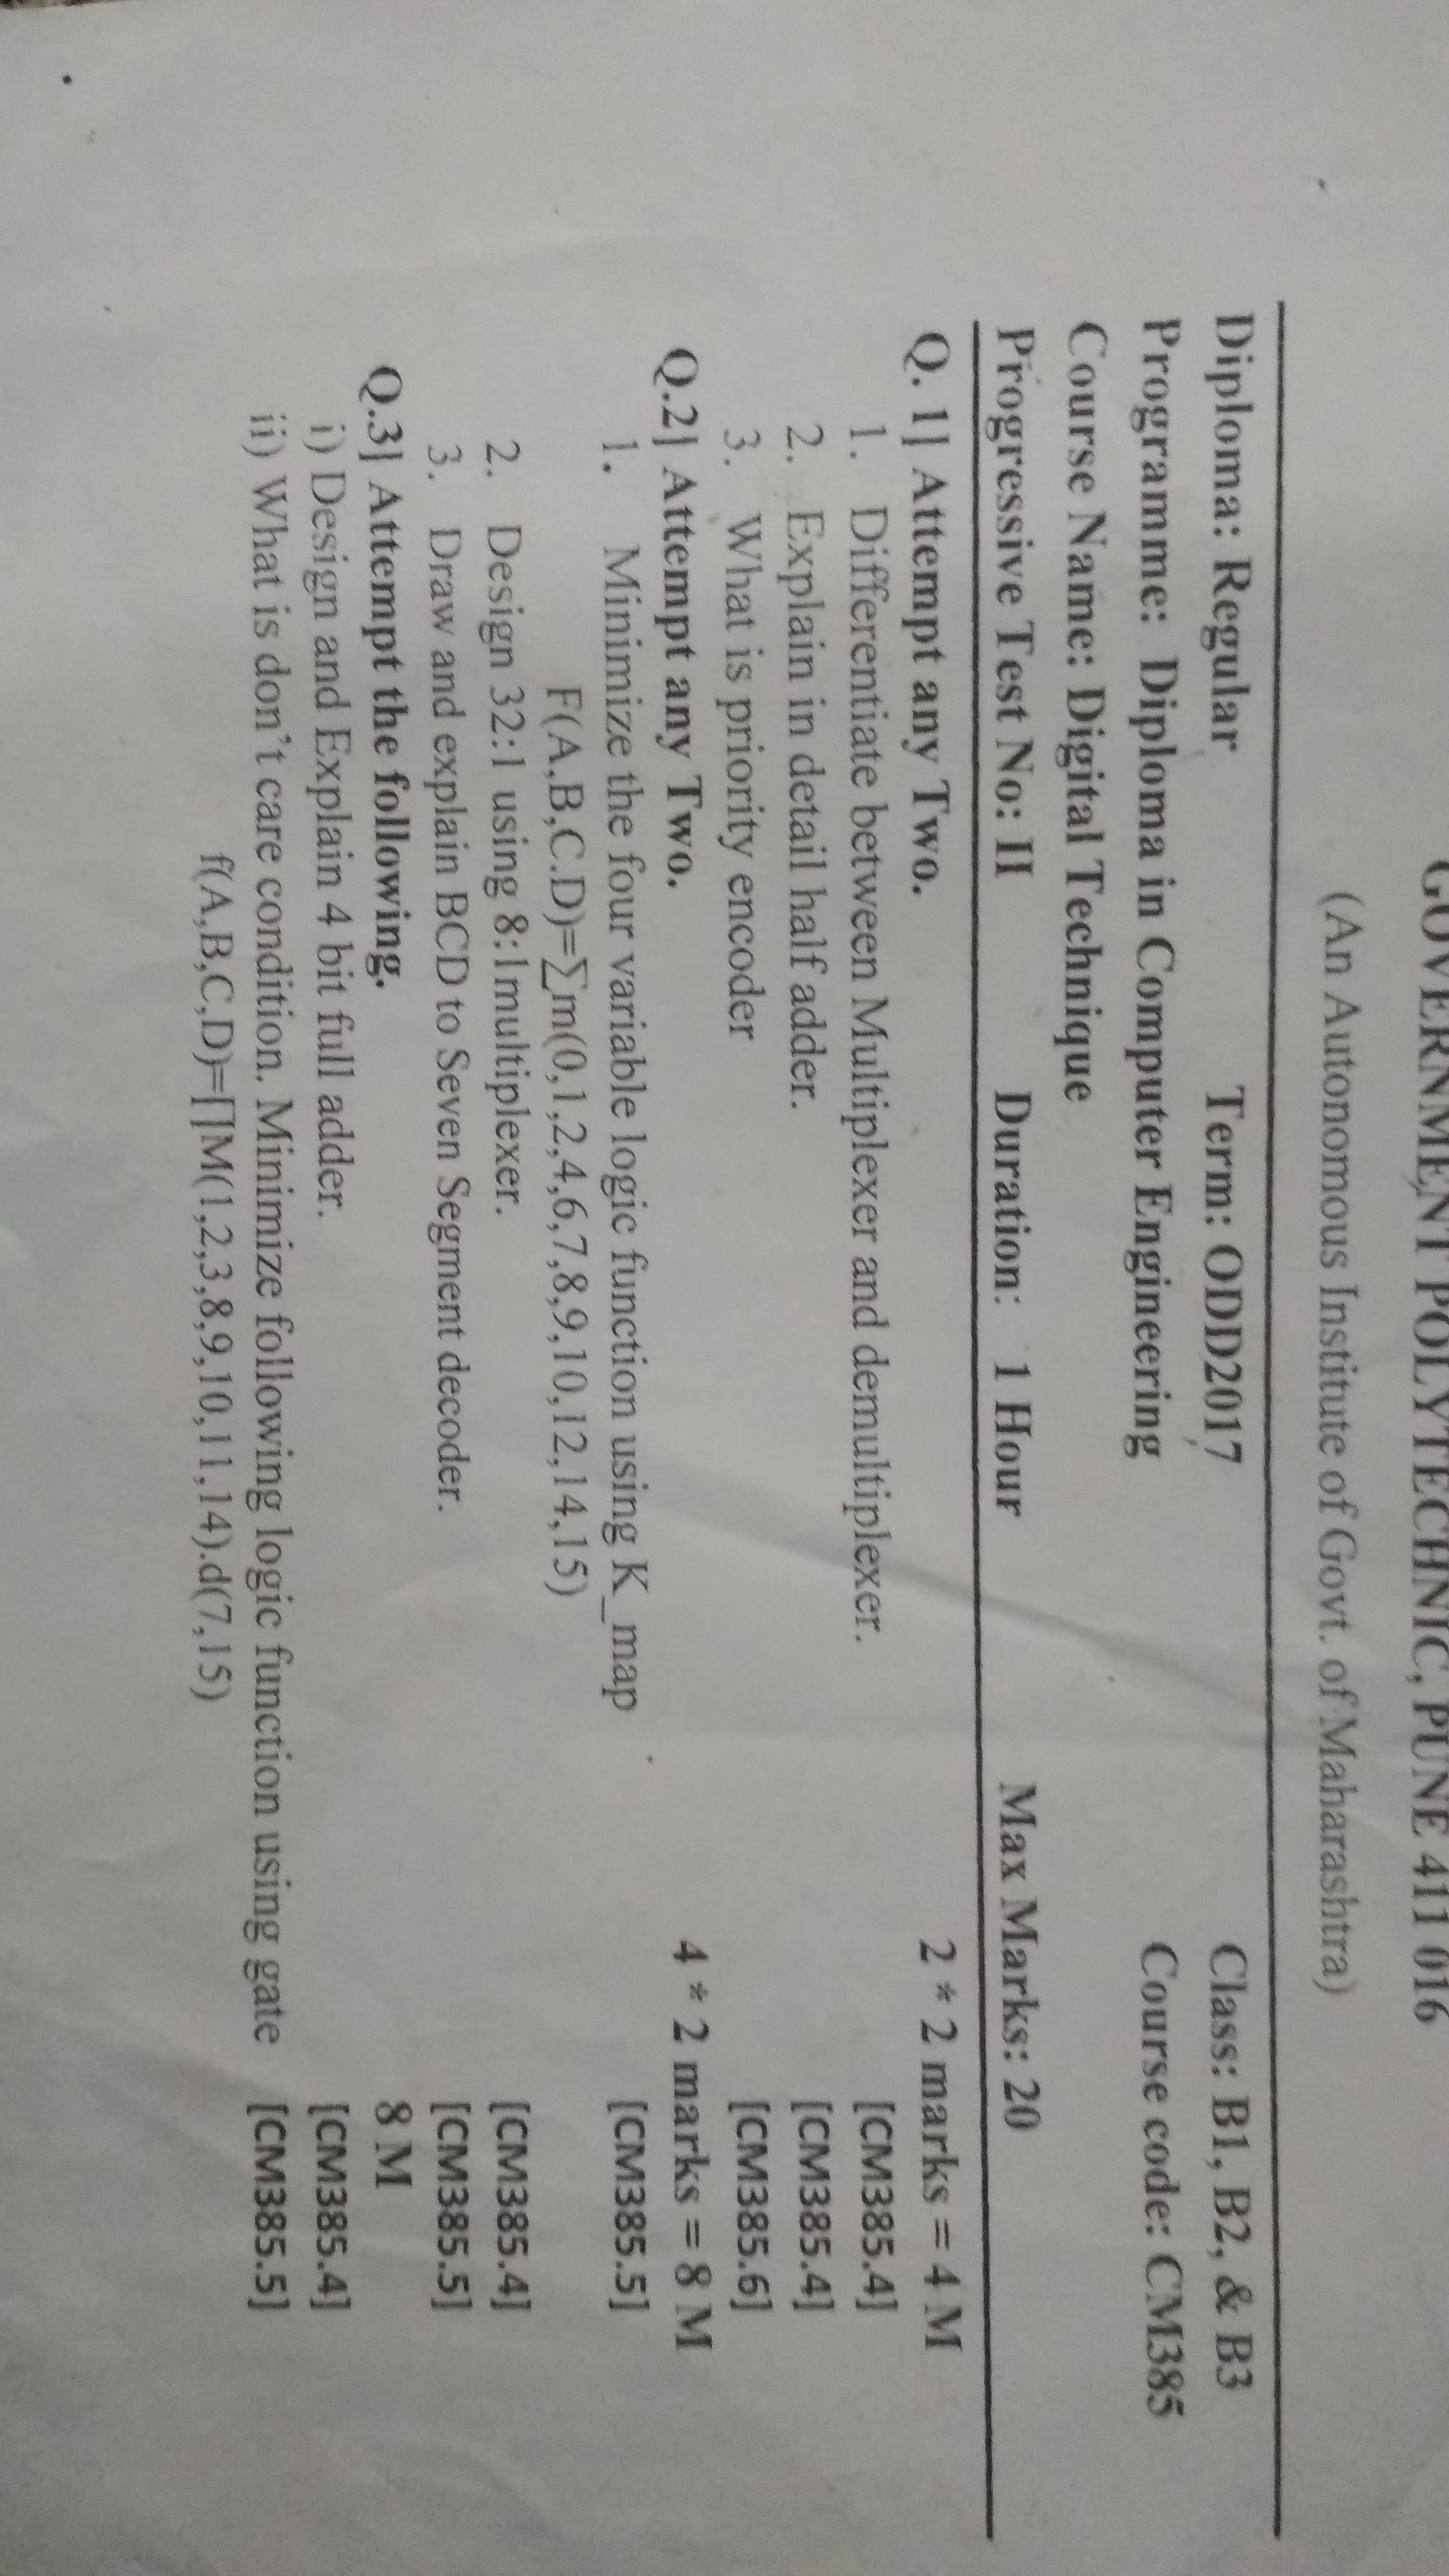 GOVERNMENT POLYTECHNIC, PUNE 411 016
(An Autonomous Institute of Govt. of Maharashtra)
Diploma: Regular Term: ODD2017 Class: B1, B2, & B3
Programme: Diploma in Computer Engineering Course code: CM385
Course Name: Digital Technique
Progressive Test No: II Duration: 1 Hour Max Marks: 20
Q. 1] Attempt any Two. 2 * 2 marks = 4 M
1. Differentiate between Multiplexer and demultiplexer. [CM385.4]
2. Explain in detail half adder. [CM385.4]
3. What is priority encoder [CM385.6]
Q.2] Attempt any Two. 4 * 2 marks = 8 M
1. Minimize the four variable logic function using K_map [CM385.5]
F(A,B,C.D)=∑m(0,1,2,4,6,7,8,9,10,12,14,15)
2. Design 32:1 using 8:1multiplexer. [CM385.4]
3. Draw and explain BCD to Seven Segment decoder. [CM385.5]
Q.3] Attempt the following. 8 M
i) Design and Explain 4 bit full adder. [CM385.4]
ii) What is don't care condition. Minimize following logic function using gate [CM385.5]
f(A,B,C,D)=∏M(1,2,3,8,9,10,11,14).d(7,15)